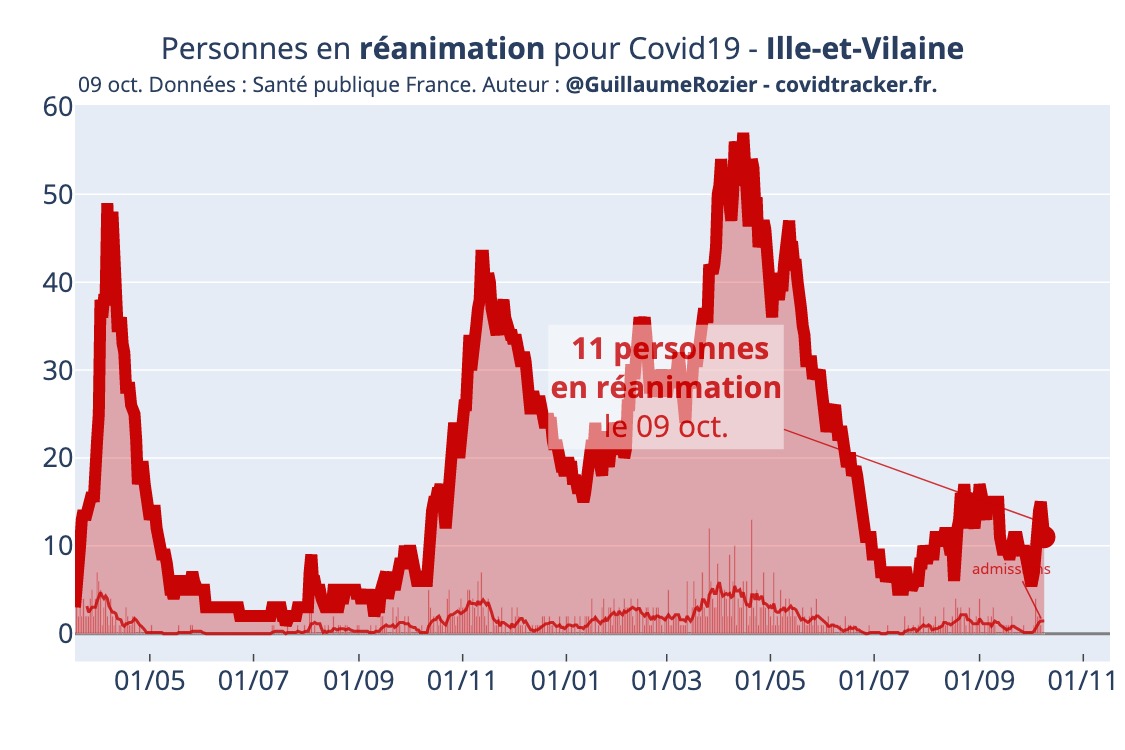 Personnes en réanimation pour Covid19 - Ille-et-Vilaine
09 oct. Données : Santé publique France. Auteur : @GuillaumeRozier - covidtracker.fr.
60
50
40
30
20
10
0
11 personnes
en réanimation
le 09 oct.
admissions
01/05 01/07 01/09 01/11 01/01 01/03 01/05 01/07 01/09 01/11